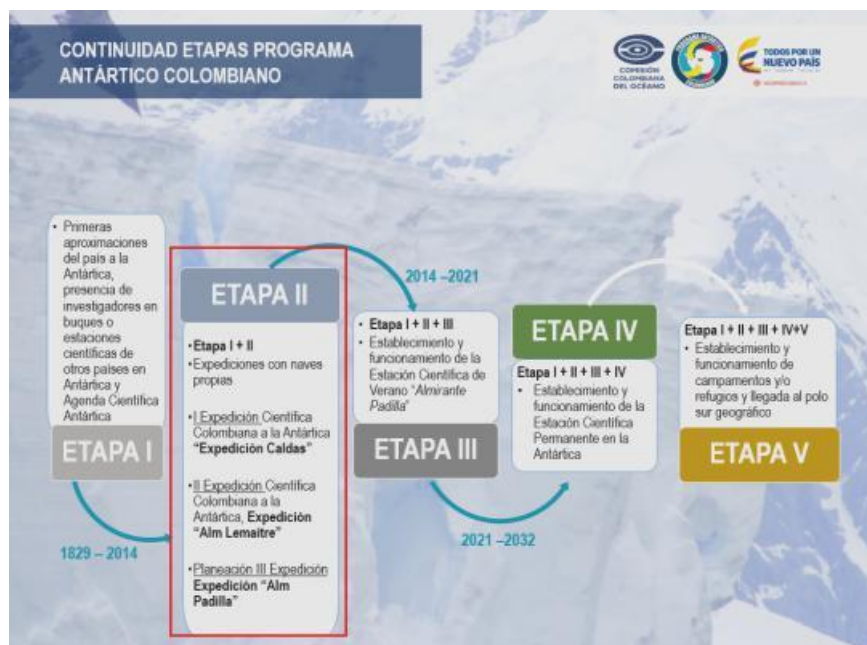 CONTINUIDAD ETAPAS PROGRAMA
ANTÁRTICO COLOMBIANO
COMISIÓN
COLOMBIANA
DEL OCÉANO
TODOS POR UN
NUEVO PAÍS
• Primeras
aproximaciones
del país a la
Antártica,
presencia de
investigadores en
buques o
estaciones
científicas de
otros países en
Antártica y
Agenda Científica
Antártica
ETAPA I
1829 – 2014
ETAPA II
•Etapa I + II
•Expediciones con naves
propias
•I Expedición Científica
Colombiana a la Antártica
“Expedición Caldas”
•II Expedición Científica
Colombiana a la
Antártica, Expedición
“Alm Lemaitre”
•Planeación III Expedición
Expedición “Alm
Padilla”
2014 –2021
• Etapa I + II + III
• Establecimiento y
funcionamiento de la
Estación Científica de
Verano “Almirante
Padilla”
ETAPA III
2021 –2032
ETAPA IV
Etapa I + II + III + IV
• Establecimiento y
funcionamiento de la
Estación Científica
Permanente en la
Antártica
Etapa I + II + III + IV+V
• Establecimiento y
funcionamiento de
campamentos y/o
refugios y llegada al polo
sur geográfico
ETAPA V